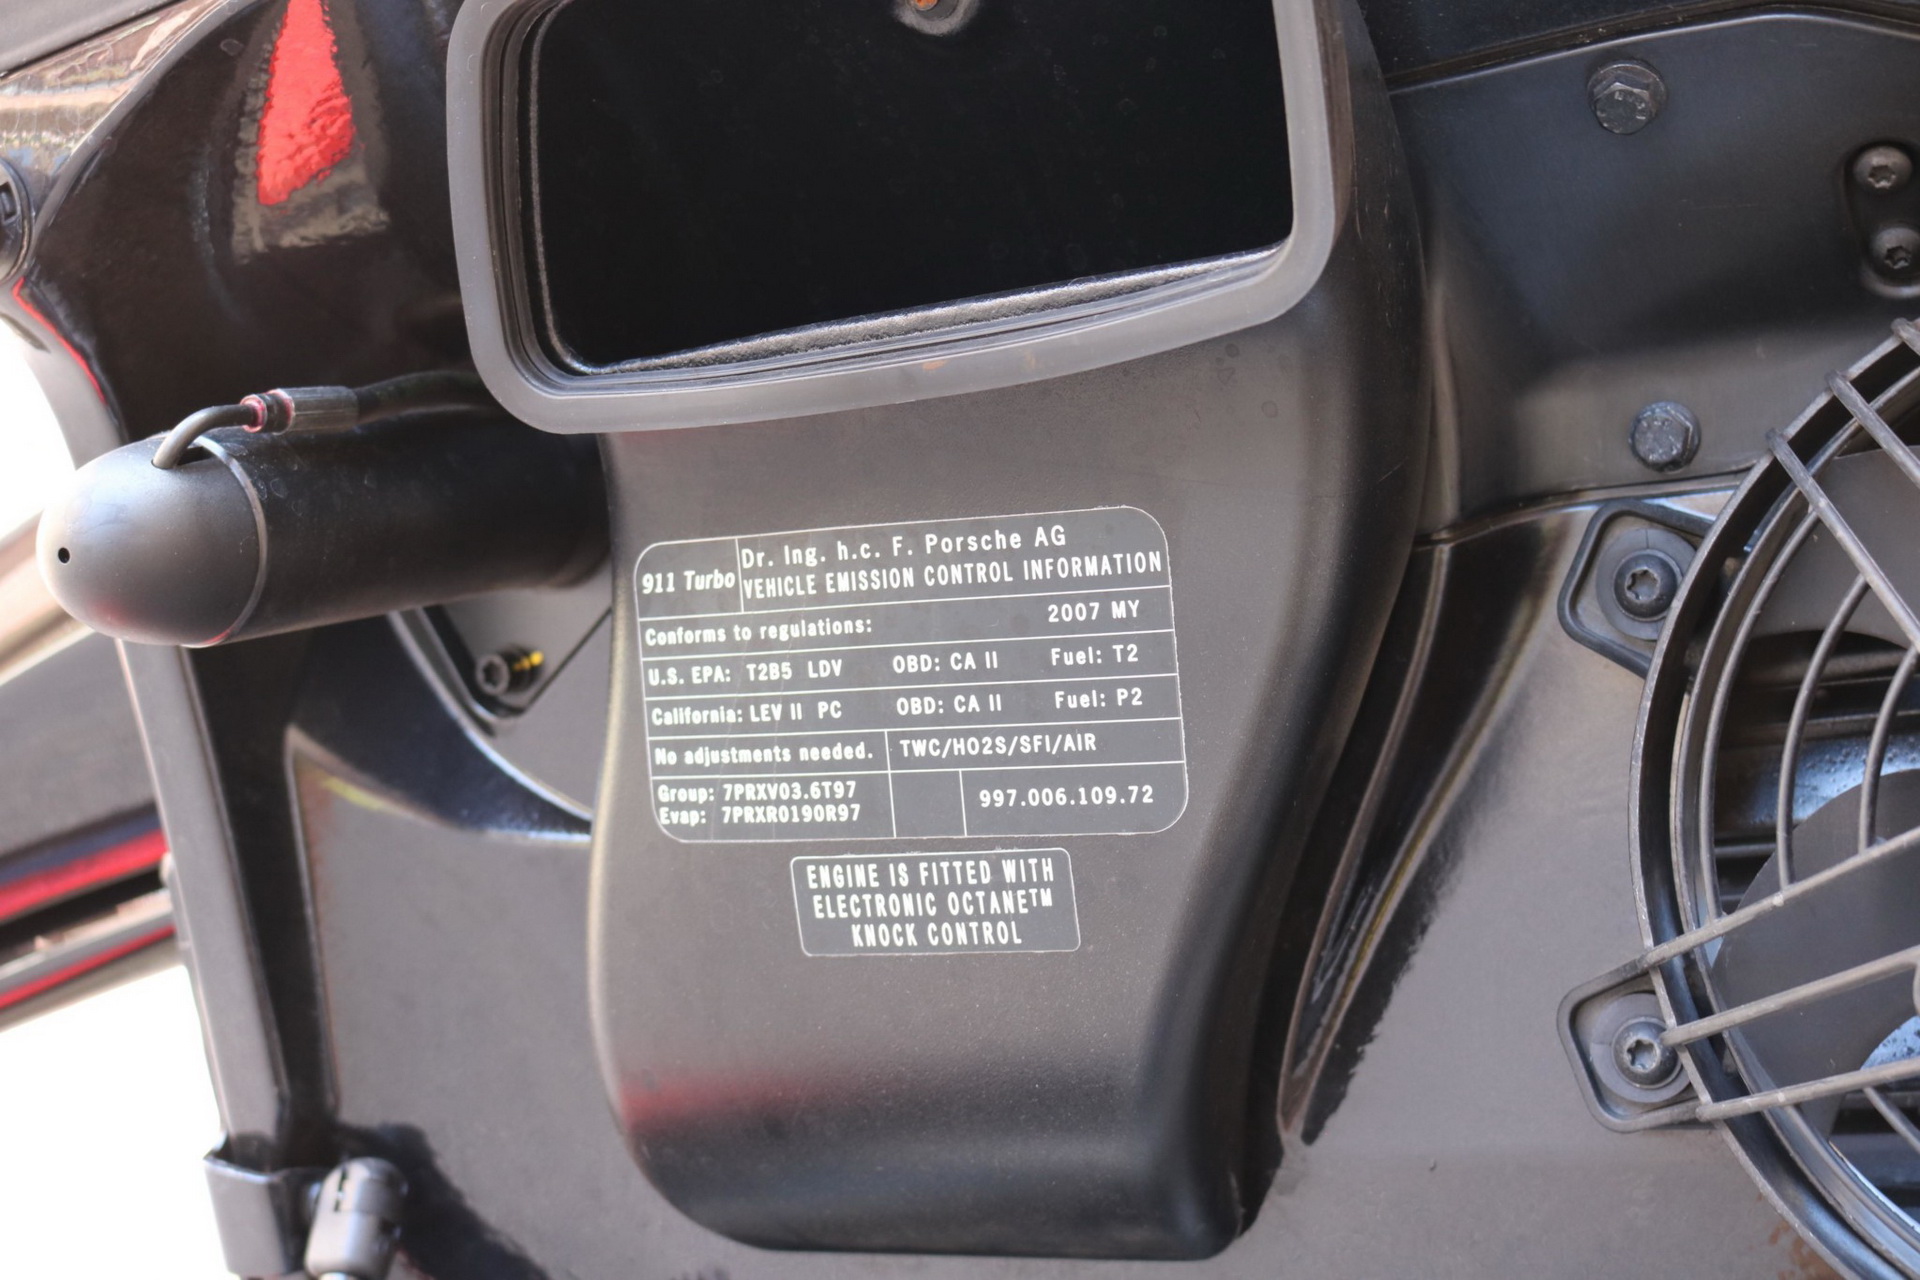 911 Turbo
Dr. Ing. h.c. F. Porsche AG
VEHICLE EMISSION CONTROL INFORMATION
Conforms to regulations: 2007 MY
U.S. EPA: T2B5 LDV OBD: CA II Fuel: T2
California: LEV II PC OBD: CA II Fuel: P2
No adjustments needed. TWC/HO2S/SFI/AIR
Group: 7PRXV03.6T97
Evap: 7PRXR0190R97
997.006.109.72
ENGINE IS FITTED WITH
ELECTRONIC OCTANE™
KNOCK CONTROL